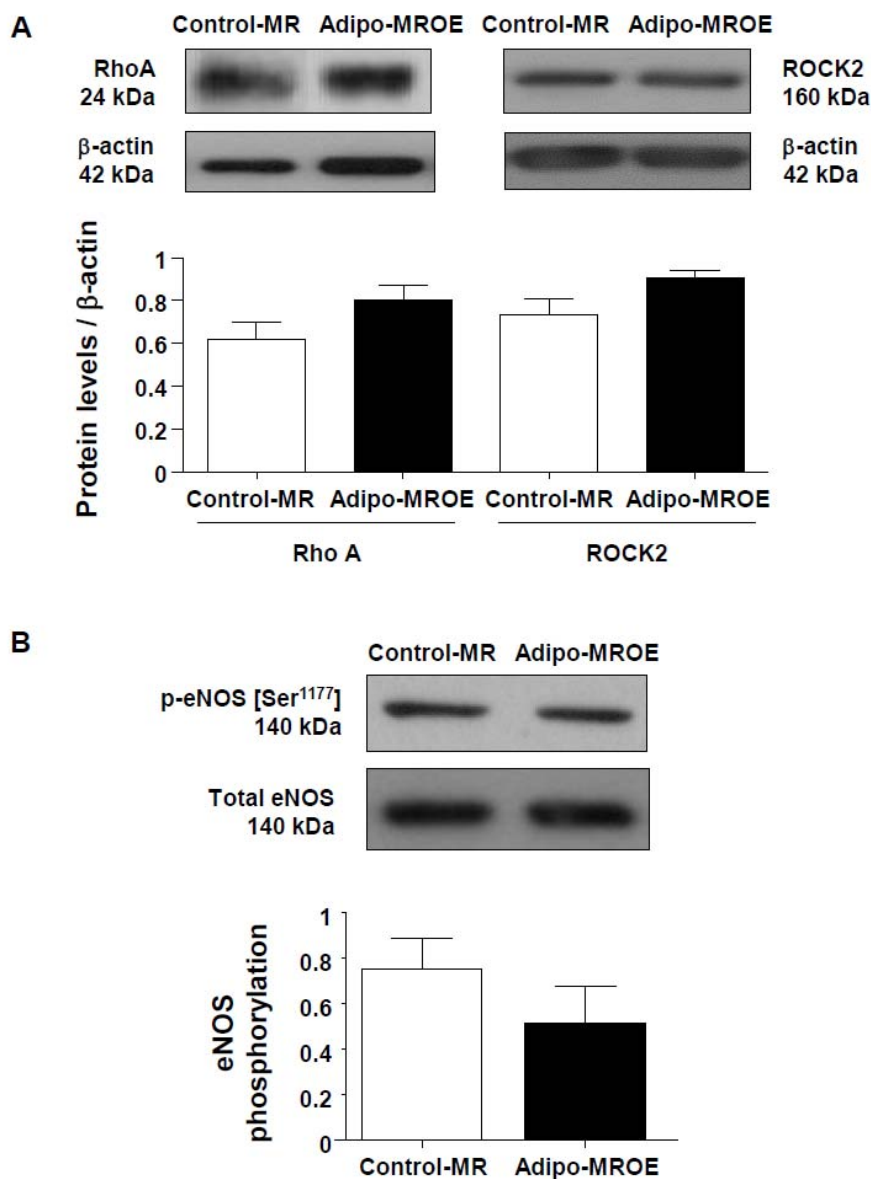 A
Control-MR Adipo-MROE Control-MR Adipo-MROE
RhoA
24 kDa
ROCK2
160 kDa
β-actin
42 kDa
β-actin
42 kDa
Protein levels / β-actin
1
0.8
0.6
0.4
0.2
0
Control-MR Adipo-MROE Control-MR Adipo-MROE
Rho A ROCK2
B
Control-MR Adipo-MROE
p-eNOS [Ser¹¹⁷⁷]
140 kDa
Total eNOS
140 kDa
eNOS
phosphorylation
1
0.8
0.6
0.4
0.2
0
Control-MR Adipo-MROE